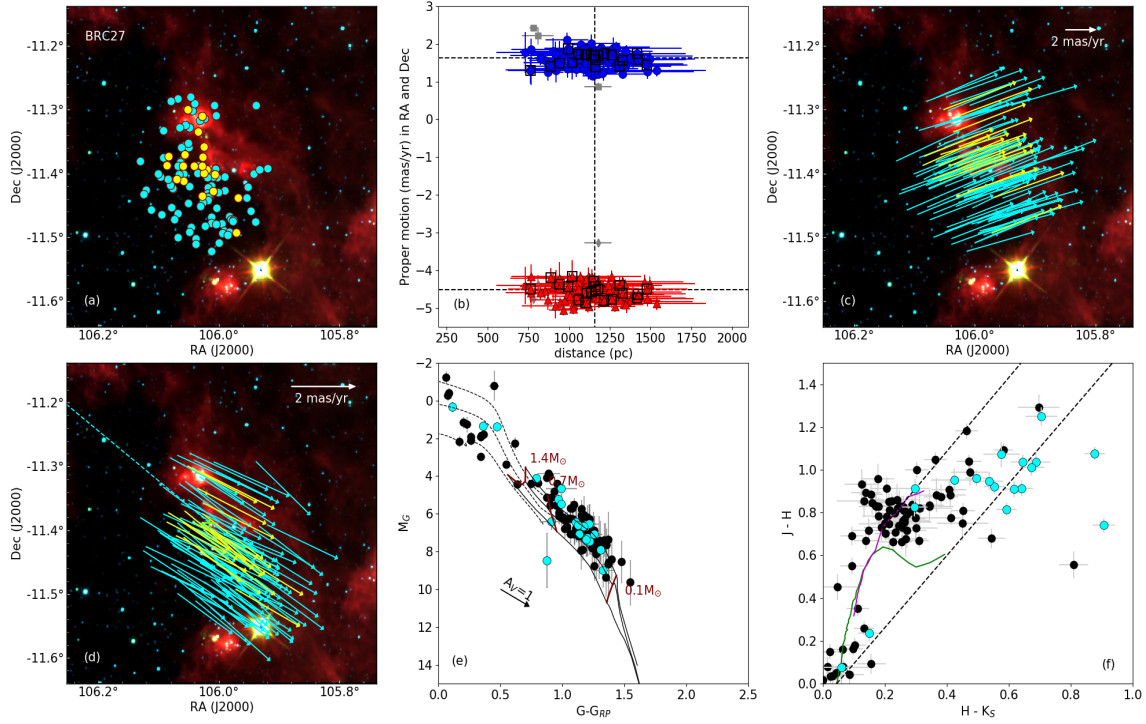 BRC27
(a)
-11.2°
-11.3°
-11.4°
-11.5°
-11.6°
Dec (J2000)
106.2°
106.0°
105.8°
RA (J2000)
3
2
1
0
−1
−2
−3
−4
−5
Proper motion (mas/yr) in RA and Dec
(b)
250
500
750
1000
1250
1500
1750
2000
distance (pc)
2 mas/yr
(c)
-11.2°
-11.3°
-11.4°
-11.5°
-11.6°
Dec (J2000)
106.2°
106.0°
105.8°
RA (J2000)
2 mas/yr
(d)
-11.2°
-11.3°
-11.4°
-11.5°
-11.6°
Dec (J2000)
106.2°
106.0°
105.8°
RA (J2000)
−2
0
2
4
6
8
10
12
14
M_G
1.4M⊙
0.7M⊙
0.1M⊙
A_V=1
(e)
0.0
0.5
1.0
1.5
2.0
2.5
G-G_RP
1.4
1.2
1.0
0.8
0.6
0.4
0.2
0.0
J - H
(f)
0.0
0.2
0.4
0.6
0.8
1.0
H - K_S